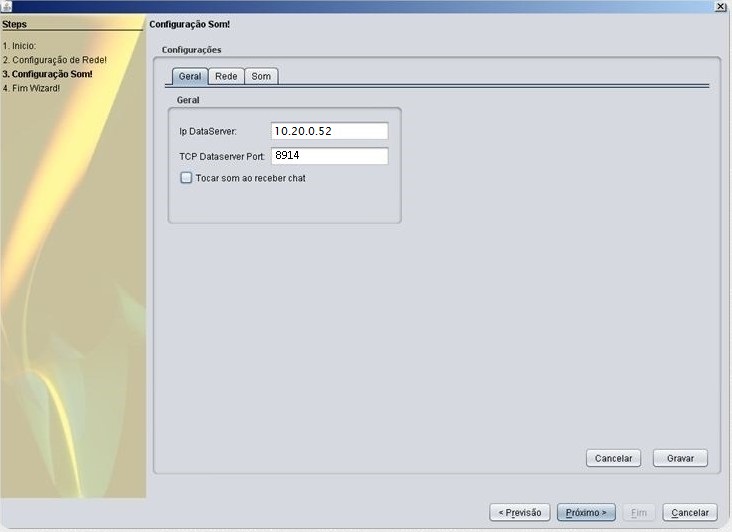 Steps
1. Inicio:
2. Configuração de Rede!
3. Configuração Som!
4. Fim Wizard!
Configuração Som!
Configurações
Geral Rede Som
Geral
Ip DataServer: 10.20.0.52
TCP Dataserver Port: 8914
Tocar som ao receber chat
Cancelar Gravar
< Previsão Próximo > Fim Cancelar